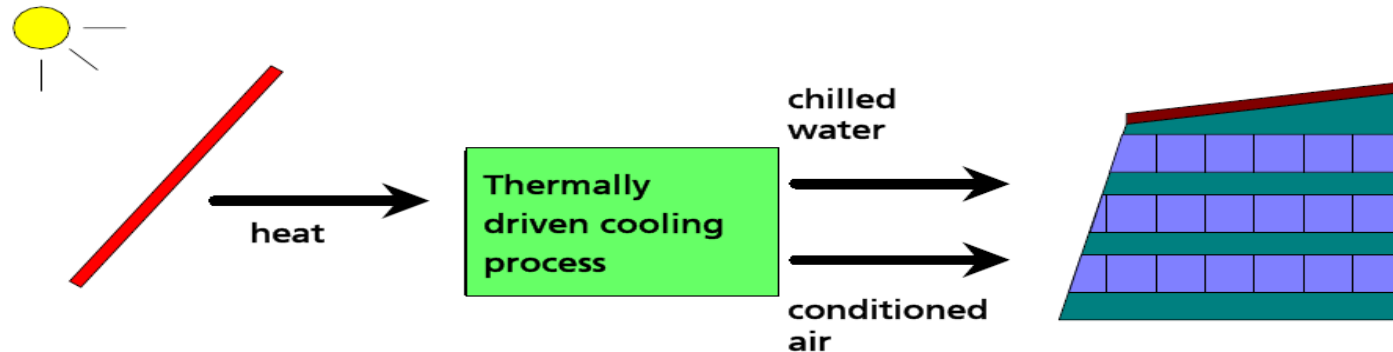 heat
Thermally
driven cooling
process
chilled
water
conditioned
air